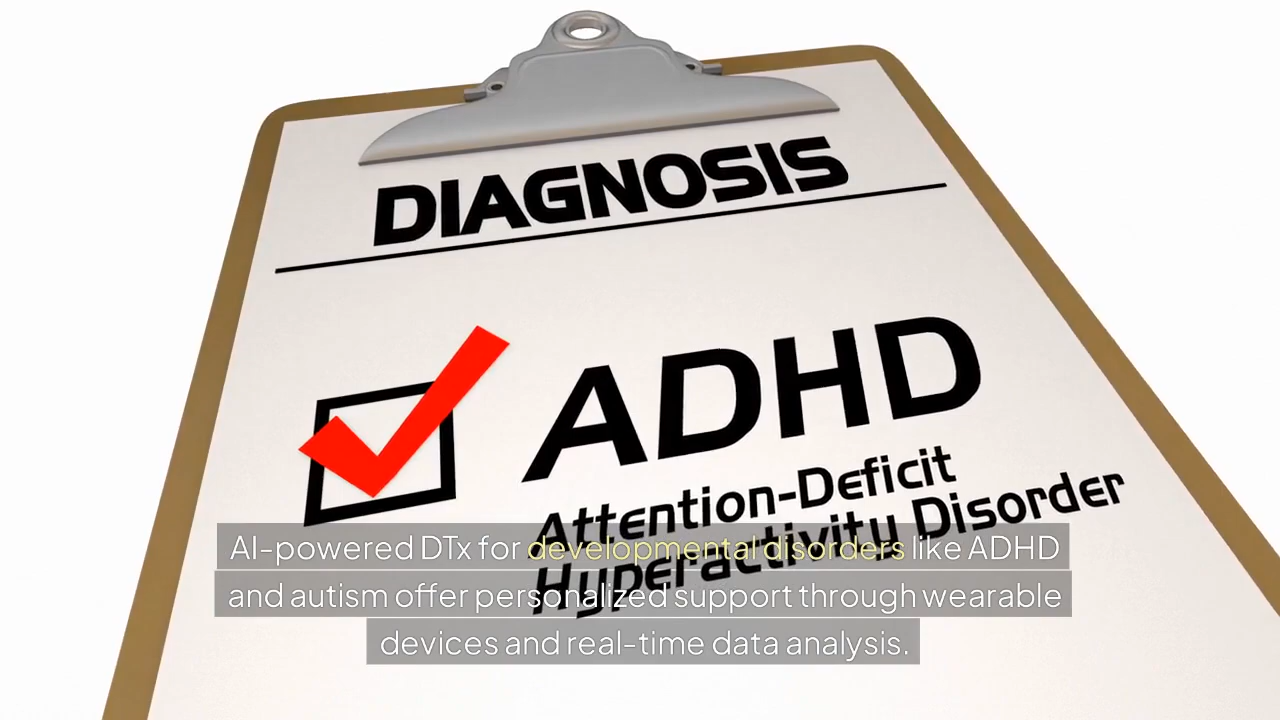 DIAGNOSIS
ADHD
Attention-Deficit
Hyperactivity Disorder
AI-powered DTx for developmental disorders like ADHD
and autism offer personalized support through wearable
devices and real-time data analysis.